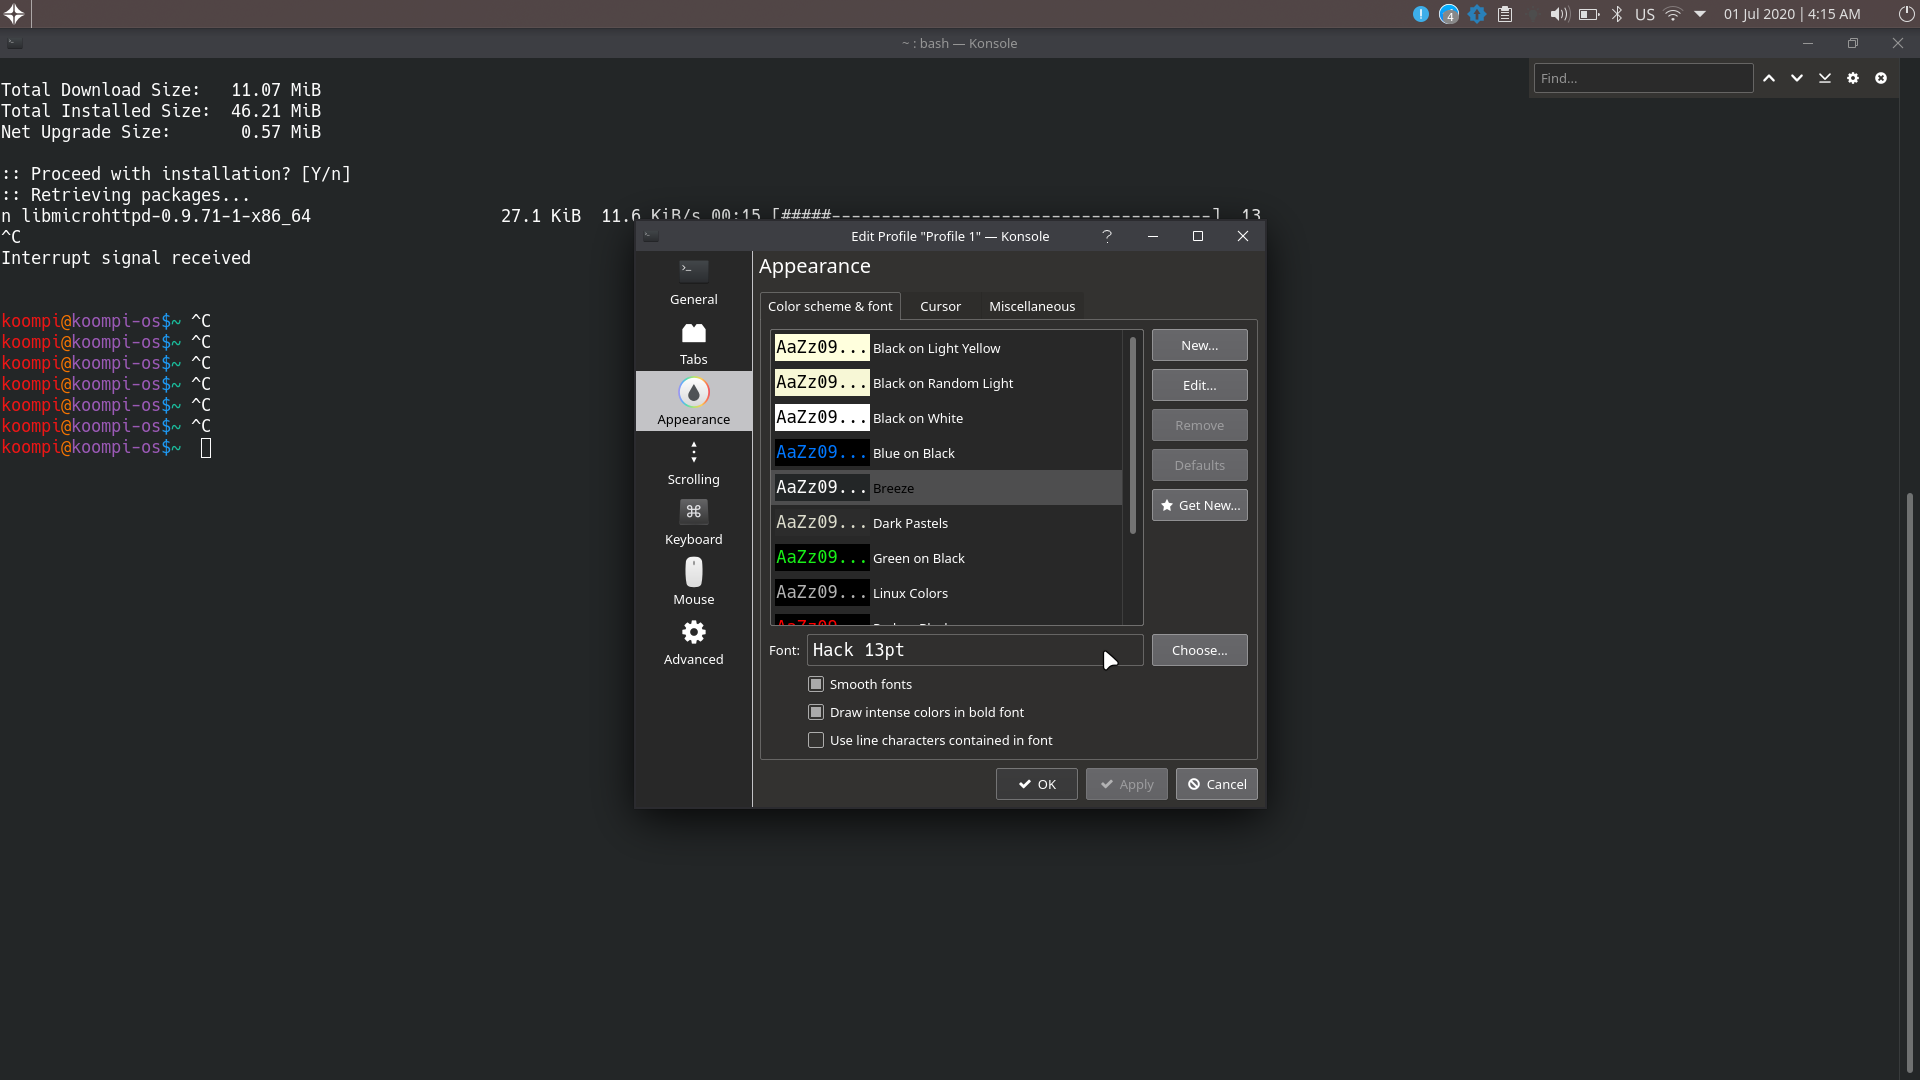 4
US
01 Jul 2020 | 4:15 AM
~ : bash — Konsole
Find...
Total Download Size:   11.07 MiB
Total Installed Size:  46.21 MiB
Net Upgrade Size:       0.57 MiB
:: Proceed with installation? [Y/n]
:: Retrieving packages...
n libmicrohttpd-0.9.71-1-x86_64                   27.1 KiB  11.6 KiB/s 00:15 [#####--------------------------------------]  13
^C
Interrupt signal received
koompi@koompi-os$~ ^C
koompi@koompi-os$~ ^C
koompi@koompi-os$~ ^C
koompi@koompi-os$~ ^C
koompi@koompi-os$~ ^C
koompi@koompi-os$~ ^C
koompi@koompi-os$~
Edit Profile "Profile 1" — Konsole
General
Tabs
Appearance
Scrolling
Keyboard
Mouse
Advanced
Appearance
Color scheme & font
Cursor
Miscellaneous
AaZz09... Black on Light Yellow
AaZz09... Black on Random Light
AaZz09... Black on White
AaZz09... Blue on Black
AaZz09... Breeze
AaZz09... Dark Pastels
AaZz09... Green on Black
AaZz09... Linux Colors
New...
Edit...
Remove
Defaults
Get New...
Font: Hack 13pt
Choose...
Smooth fonts
Draw intense colors in bold font
Use line characters contained in font
OK
Apply
Cancel